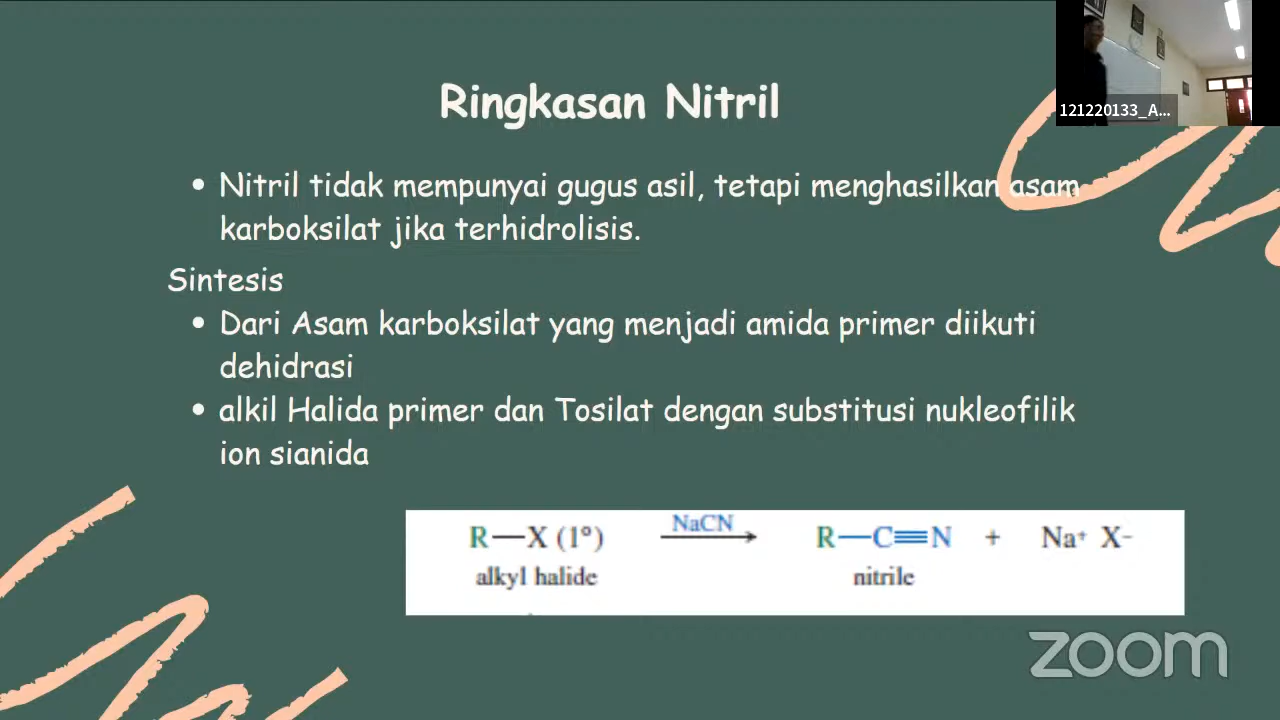 121220133_A...
Ringkasan Nitril
• Nitril tidak mempunyai gugus asil, tetapi menghasilkan asam
karboksilat jika terhidrolisis.
Sintesis
• Dari Asam karboksilat yang menjadi amida primer diikuti
dehidrasi
• alkil Halida primer dan Tosilat dengan substitusi nukleofilik
ion sianida
R—X (1°) NaCN → R—C≡N + Na⁺ X⁻
alkyl halide nitrile
zoom